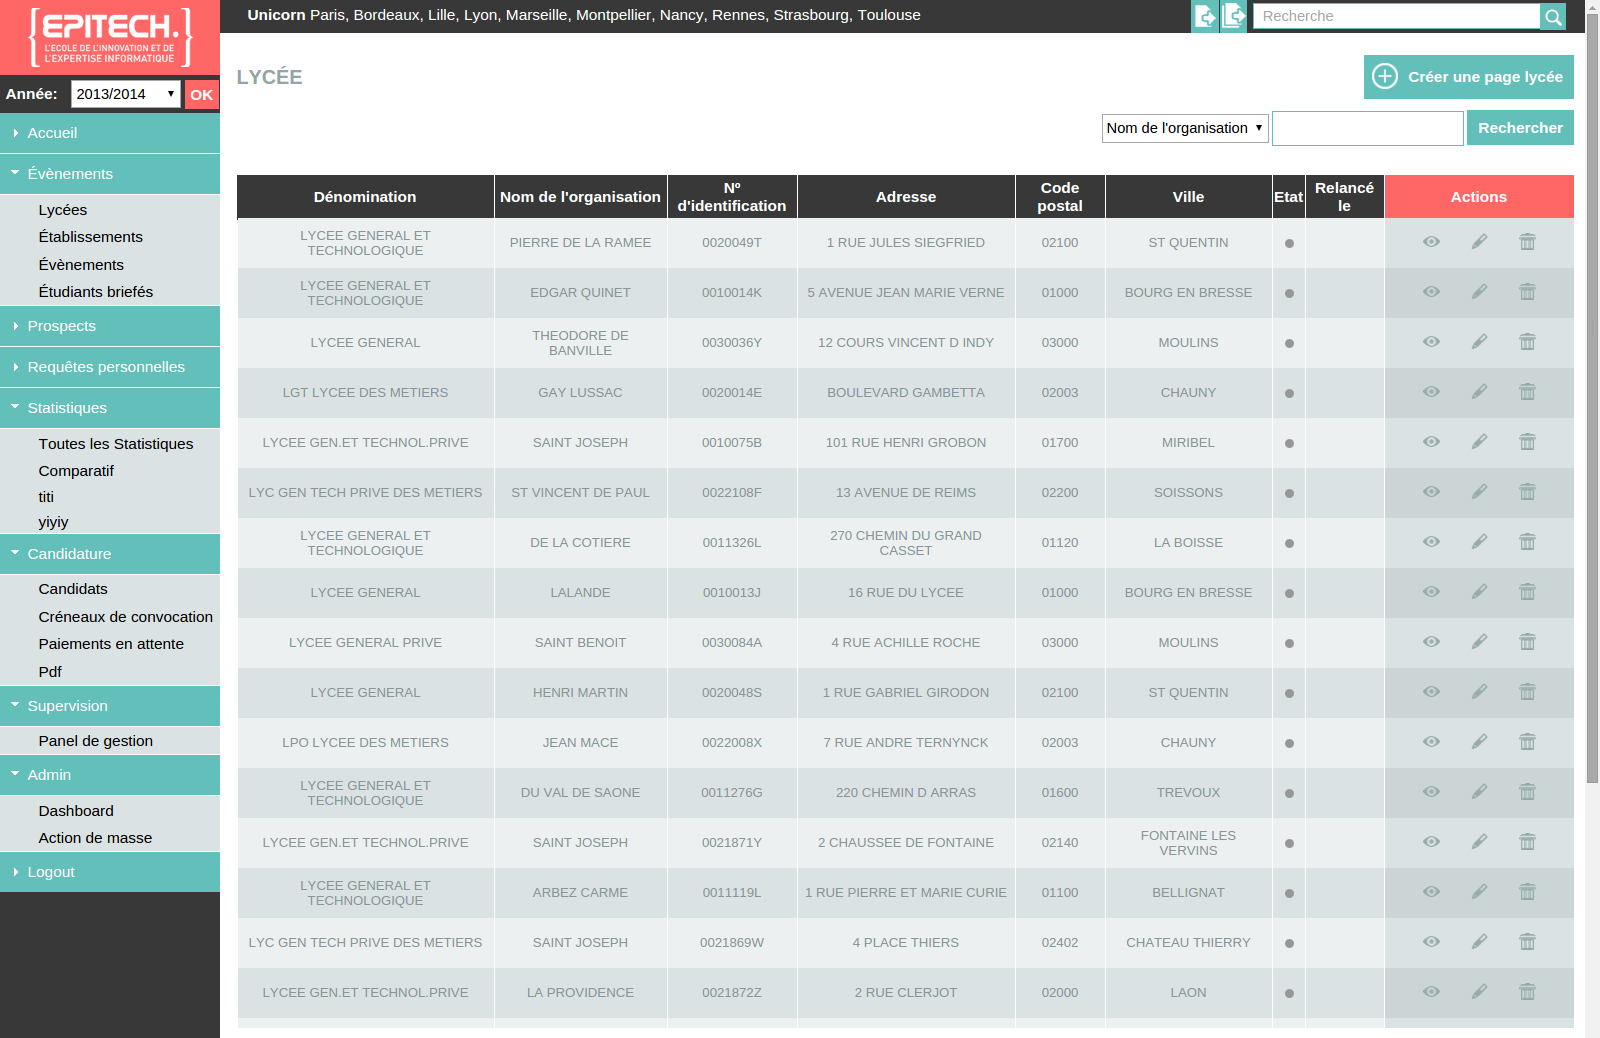 Unicorn Paris, Bordeaux, Lille, Lyon, Marseille, Montpellier, Nancy, Rennes, Strasbourg, Toulouse
Recherche
{EPITECH.}
L'ECOLE DE L'INNOVATION ET DE
L'EXPERTISE INFORMATIQUE
Année: 2013/2014 OK
Accueil
Évènements
Lycées
Établissements
Évènements
Étudiants briefés
Prospects
Requêtes personnelles
Statistiques
Toutes les Statistiques
Comparatif
titi
yiyiy
Candidature
Candidats
Créneaux de convocation
Paiements en attente
Pdf
Supervision
Panel de gestion
Admin
Dashboard
Action de masse
Logout
LYCÉE
Créer une page lycée
Nom de l'organisation Rechercher
Dénomination Nom de l'organisation N° d'identification Adresse Code postal Ville Etat Relancé le Actions
LYCEE GENERAL ET TECHNOLOGIQUE PIERRE DE LA RAMEE 0020049T 1 RUE JULES SIEGFRIED 02100 ST QUENTIN
LYCEE GENERAL ET TECHNOLOGIQUE EDGAR QUINET 0010014K 5 AVENUE JEAN MARIE VERNE 01000 BOURG EN BRESSE
LYCEE GENERAL THEODORE DE BANVILLE 0030036Y 12 COURS VINCENT D INDY 03000 MOULINS
LGT LYCEE DES METIERS GAY LUSSAC 0020014E BOULEVARD GAMBETTA 02003 CHAUNY
LYCEE GEN.ET TECHNOL.PRIVE SAINT JOSEPH 0010075B 101 RUE HENRI GROBON 01700 MIRIBEL
LYC GEN TECH PRIVE DES METIERS ST VINCENT DE PAUL 0022108F 13 AVENUE DE REIMS 02200 SOISSONS
LYCEE GENERAL ET TECHNOLOGIQUE DE LA COTIERE 0011326L 270 CHEMIN DU GRAND CASSET 01120 LA BOISSE
LYCEE GENERAL LALANDE 0010013J 16 RUE DU LYCEE 01000 BOURG EN BRESSE
LYCEE GENERAL PRIVE SAINT BENOIT 0030084A 4 RUE ACHILLE ROCHE 03000 MOULINS
LYCEE GENERAL HENRI MARTIN 0020048S 1 RUE GABRIEL GIRODON 02100 ST QUENTIN
LPO LYCEE DES METIERS JEAN MACE 0022008X 7 RUE ANDRE TERNYNCK 02003 CHAUNY
LYCEE GENERAL ET TECHNOLOGIQUE DU VAL DE SAONE 0011276G 220 CHEMIN D ARRAS 01600 TREVOUX
LYCEE GEN.ET TECHNOL.PRIVE SAINT JOSEPH 0021871Y 2 CHAUSSEE DE FONTAINE 02140 FONTAINE LES VERVINS
LYCEE GENERAL ET TECHNOLOGIQUE ARBEZ CARME 0011119L 1 RUE PIERRE ET MARIE CURIE 01100 BELLIGNAT
LYC GEN TECH PRIVE DES METIERS SAINT JOSEPH 0021869W 4 PLACE THIERS 02402 CHATEAU THIERRY
LYCEE GEN.ET TECHNOL.PRIVE LA PROVIDENCE 0021872Z 2 RUE CLERJOT 02000 LAON